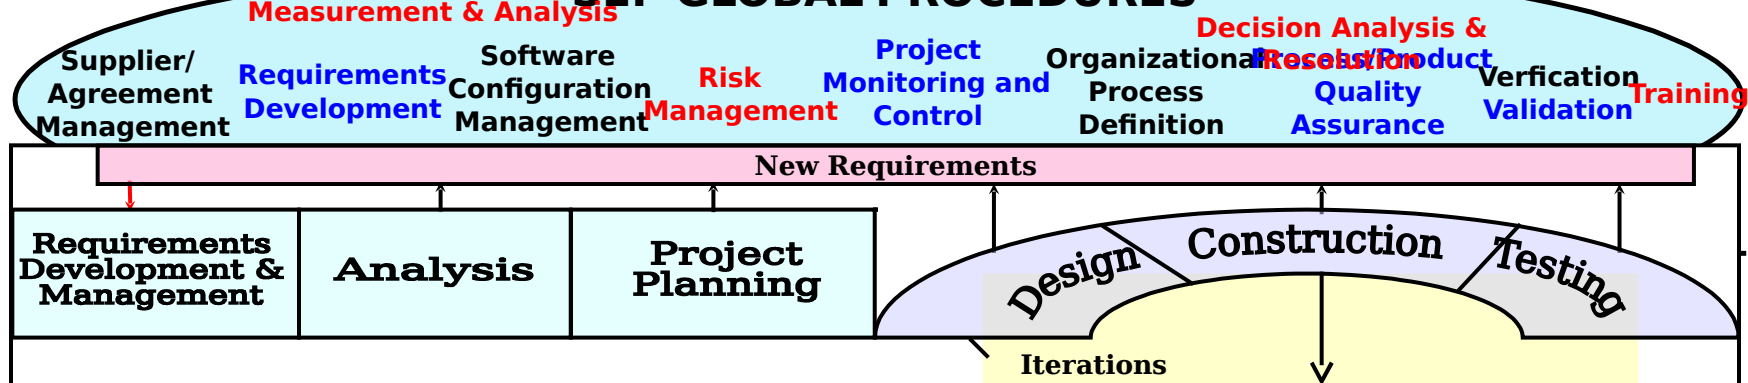 Measurement & Analysis
GLOBAL PROCEDURES
Decision Analysis &
Resolution
Supplier/
Agreement
Management
Requirements
Development
Software
Configuration
Management
Risk
Management
Project
Monitoring and
Control
Organizational
Process
Definition
Process/Product
Quality
Assurance
Verfication
Validation
Training
New Requirements
Requirements
Development &
Management
Analysis
Project
Planning
Design
Construction
Testing
Iterations